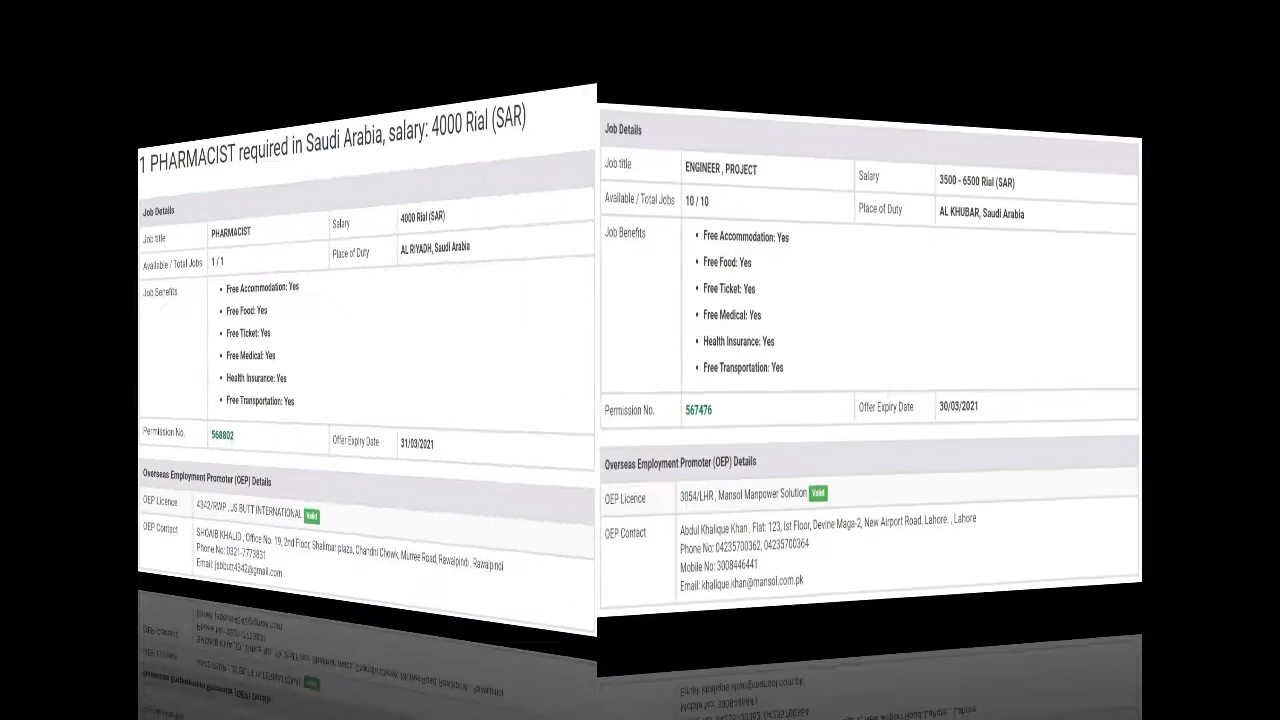 1 PHARMACIST required in Saudi Arabia, salary: 4000 Rial (SAR)
Job Details
Job title PHARMACIST Salary 4000 Rial (SAR)
Available / Total Jobs 1 / 1 Place of Duty AL RIYADH, Saudi Arabia
Job Benefits • Free Accommodation: Yes
• Free Food: Yes
• Free Ticket: Yes
• Free Medical: Yes
• Health Insurance: Yes
• Free Transportation: Yes
Permission No. 568802 Offer Expiry Date 31/03/2021
Overseas Employment Promoter (OEP) Details
OEP Licence 4342/RWP , JS BUTT INTERNATIONAL Valid
OEP Contact SHOAIB KHALID , Office No. 19, 2nd Floor, Shalimar plaza, Chandni Chowk, Murree Road, Rawalpindi , Rawalpindi
Phone No: 0321-7773831
Email: jsbutt4342@gmail.com
Job Details
Job title ENGINEER , PROJECT Salary 3500 - 6500 Rial (SAR)
Available / Total Jobs 10 / 10 Place of Duty AL KHUBAR, Saudi Arabia
Job Benefits • Free Accommodation: Yes
• Free Food: Yes
• Free Ticket: Yes
• Free Medical: Yes
• Health Insurance: Yes
• Free Transportation: Yes
Permission No. 567476 Offer Expiry Date 30/03/2021
Overseas Employment Promoter (OEP) Details
OEP Licence 3054/LHR , Mansol Manpower Solution Valid
OEP Contact Abdul Khalique Khan , Flat: 123, Ist Floor, Devine Maga-2, New Airport Road, Lahore. , Lahore
Phone No: 04235700362, 04235700364
Mobile No: 3008446441
Email: khalique.khan@mansol.com.pk